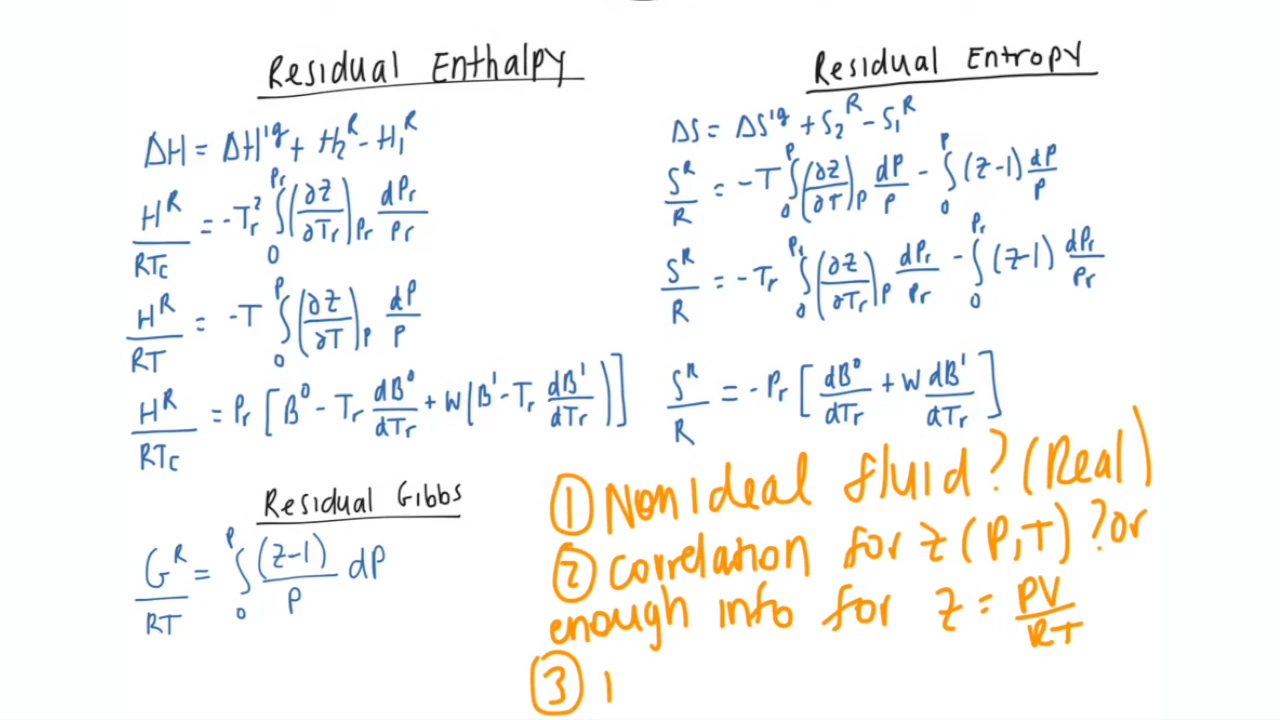 Residual Enthalpy
ΔH = ΔH^ig + H₂^R - H₁^R
H^R/RTc = -Tr² ∫₀^Pr (∂Z/∂Tr)_Pr dPr/Pr
H^R/RT = -T ∫₀^P (∂Z/∂T)_P dP/P
H^R/RTc = Pr [B⁰ - Tr dB⁰/dTr + W(B' - Tr dB'/dTr)]
Residual Gibbs
G^R/RT = ∫₀^P (Z-1)/P dP
Residual Entropy
ΔS = ΔS^ig + S₂^R - S₁^R
S^R/R = -T ∫₀^P (∂Z/∂T)_P dP/P - ∫₀^P (Z-1) dP/P
S^R/R = -Tr ∫₀^Pr (∂Z/∂Tr)_P dPr/Pr - ∫₀^Pr (Z-1) dPr/Pr
S^R/R = -Pr [dB⁰/dTr + W dB'/dTr]
① Non Ideal fluid? (Real)
② correlation for Z(P,T)? or
enough info for Z = PV/RT
③